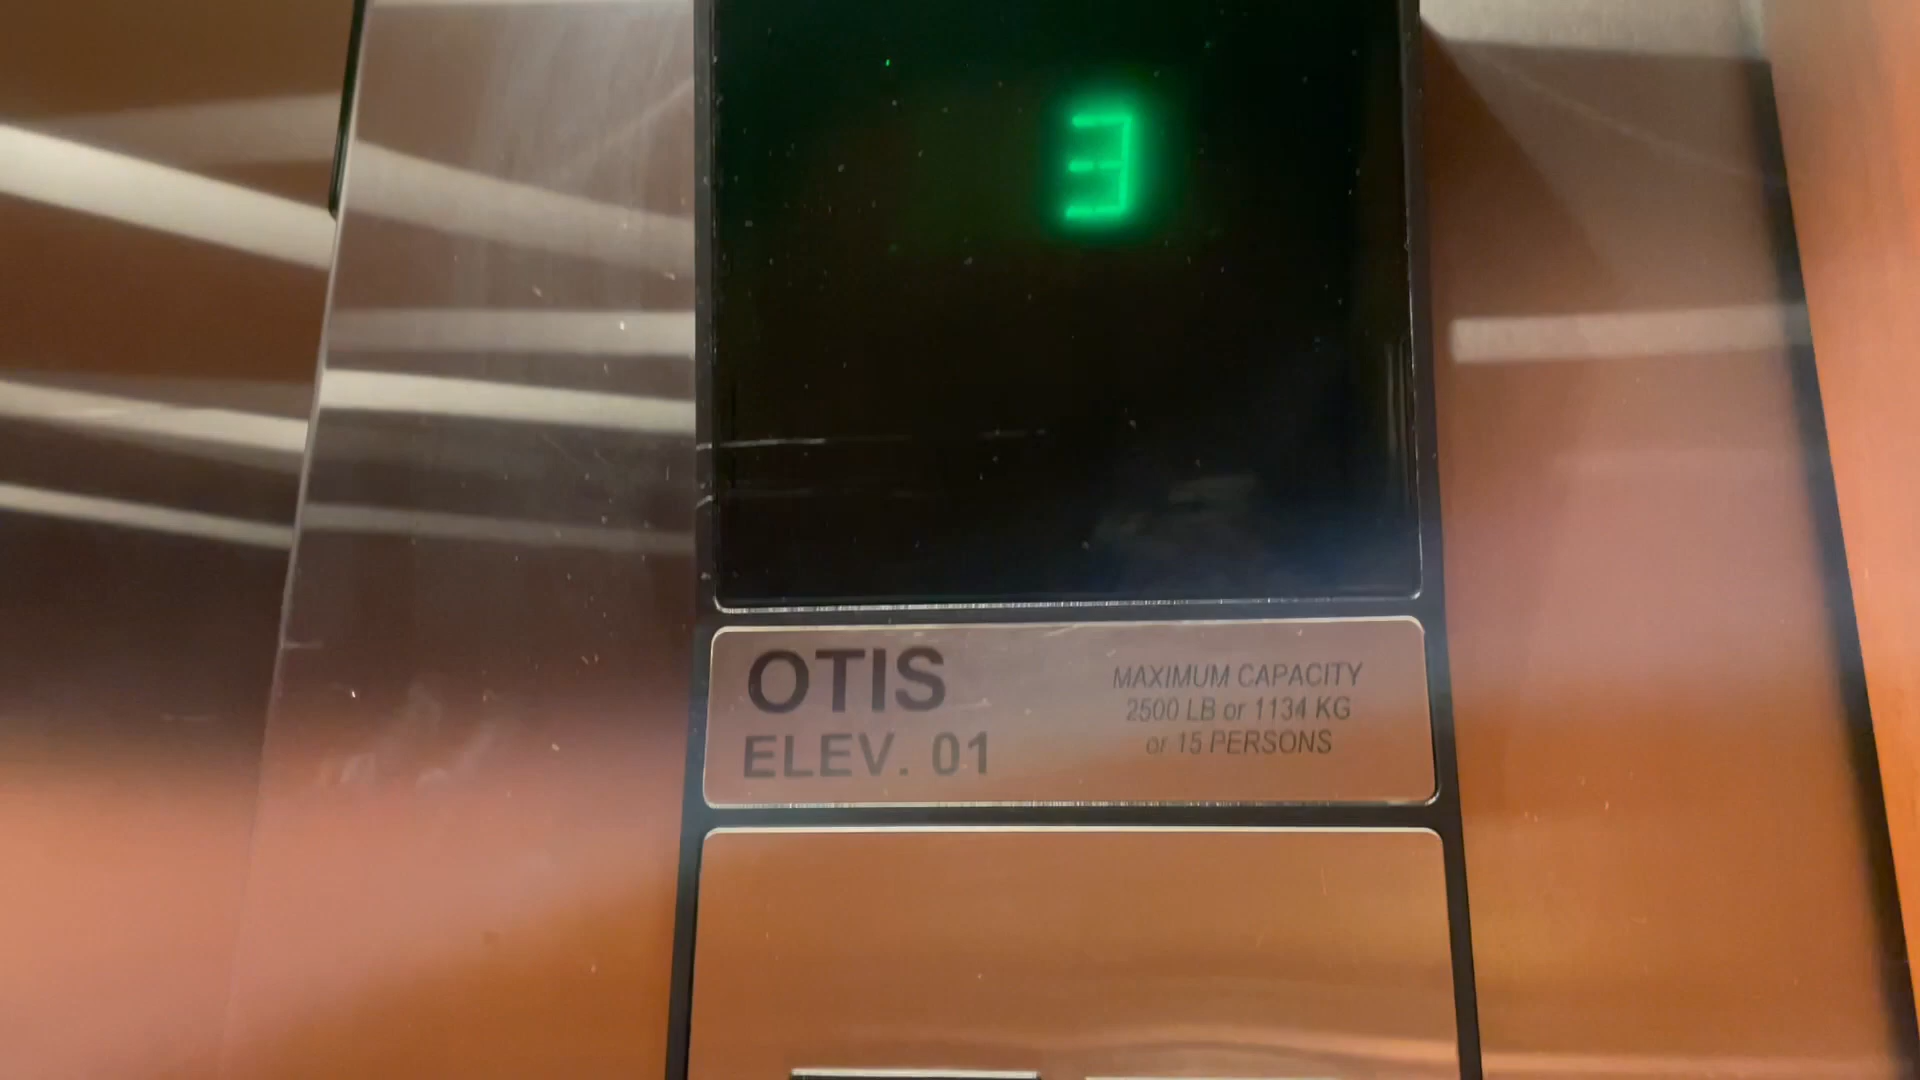 3
OTIS
ELEV. 01
MAXIMUM CAPACITY
2500 LB or 1134 KG
or 15 PERSONS